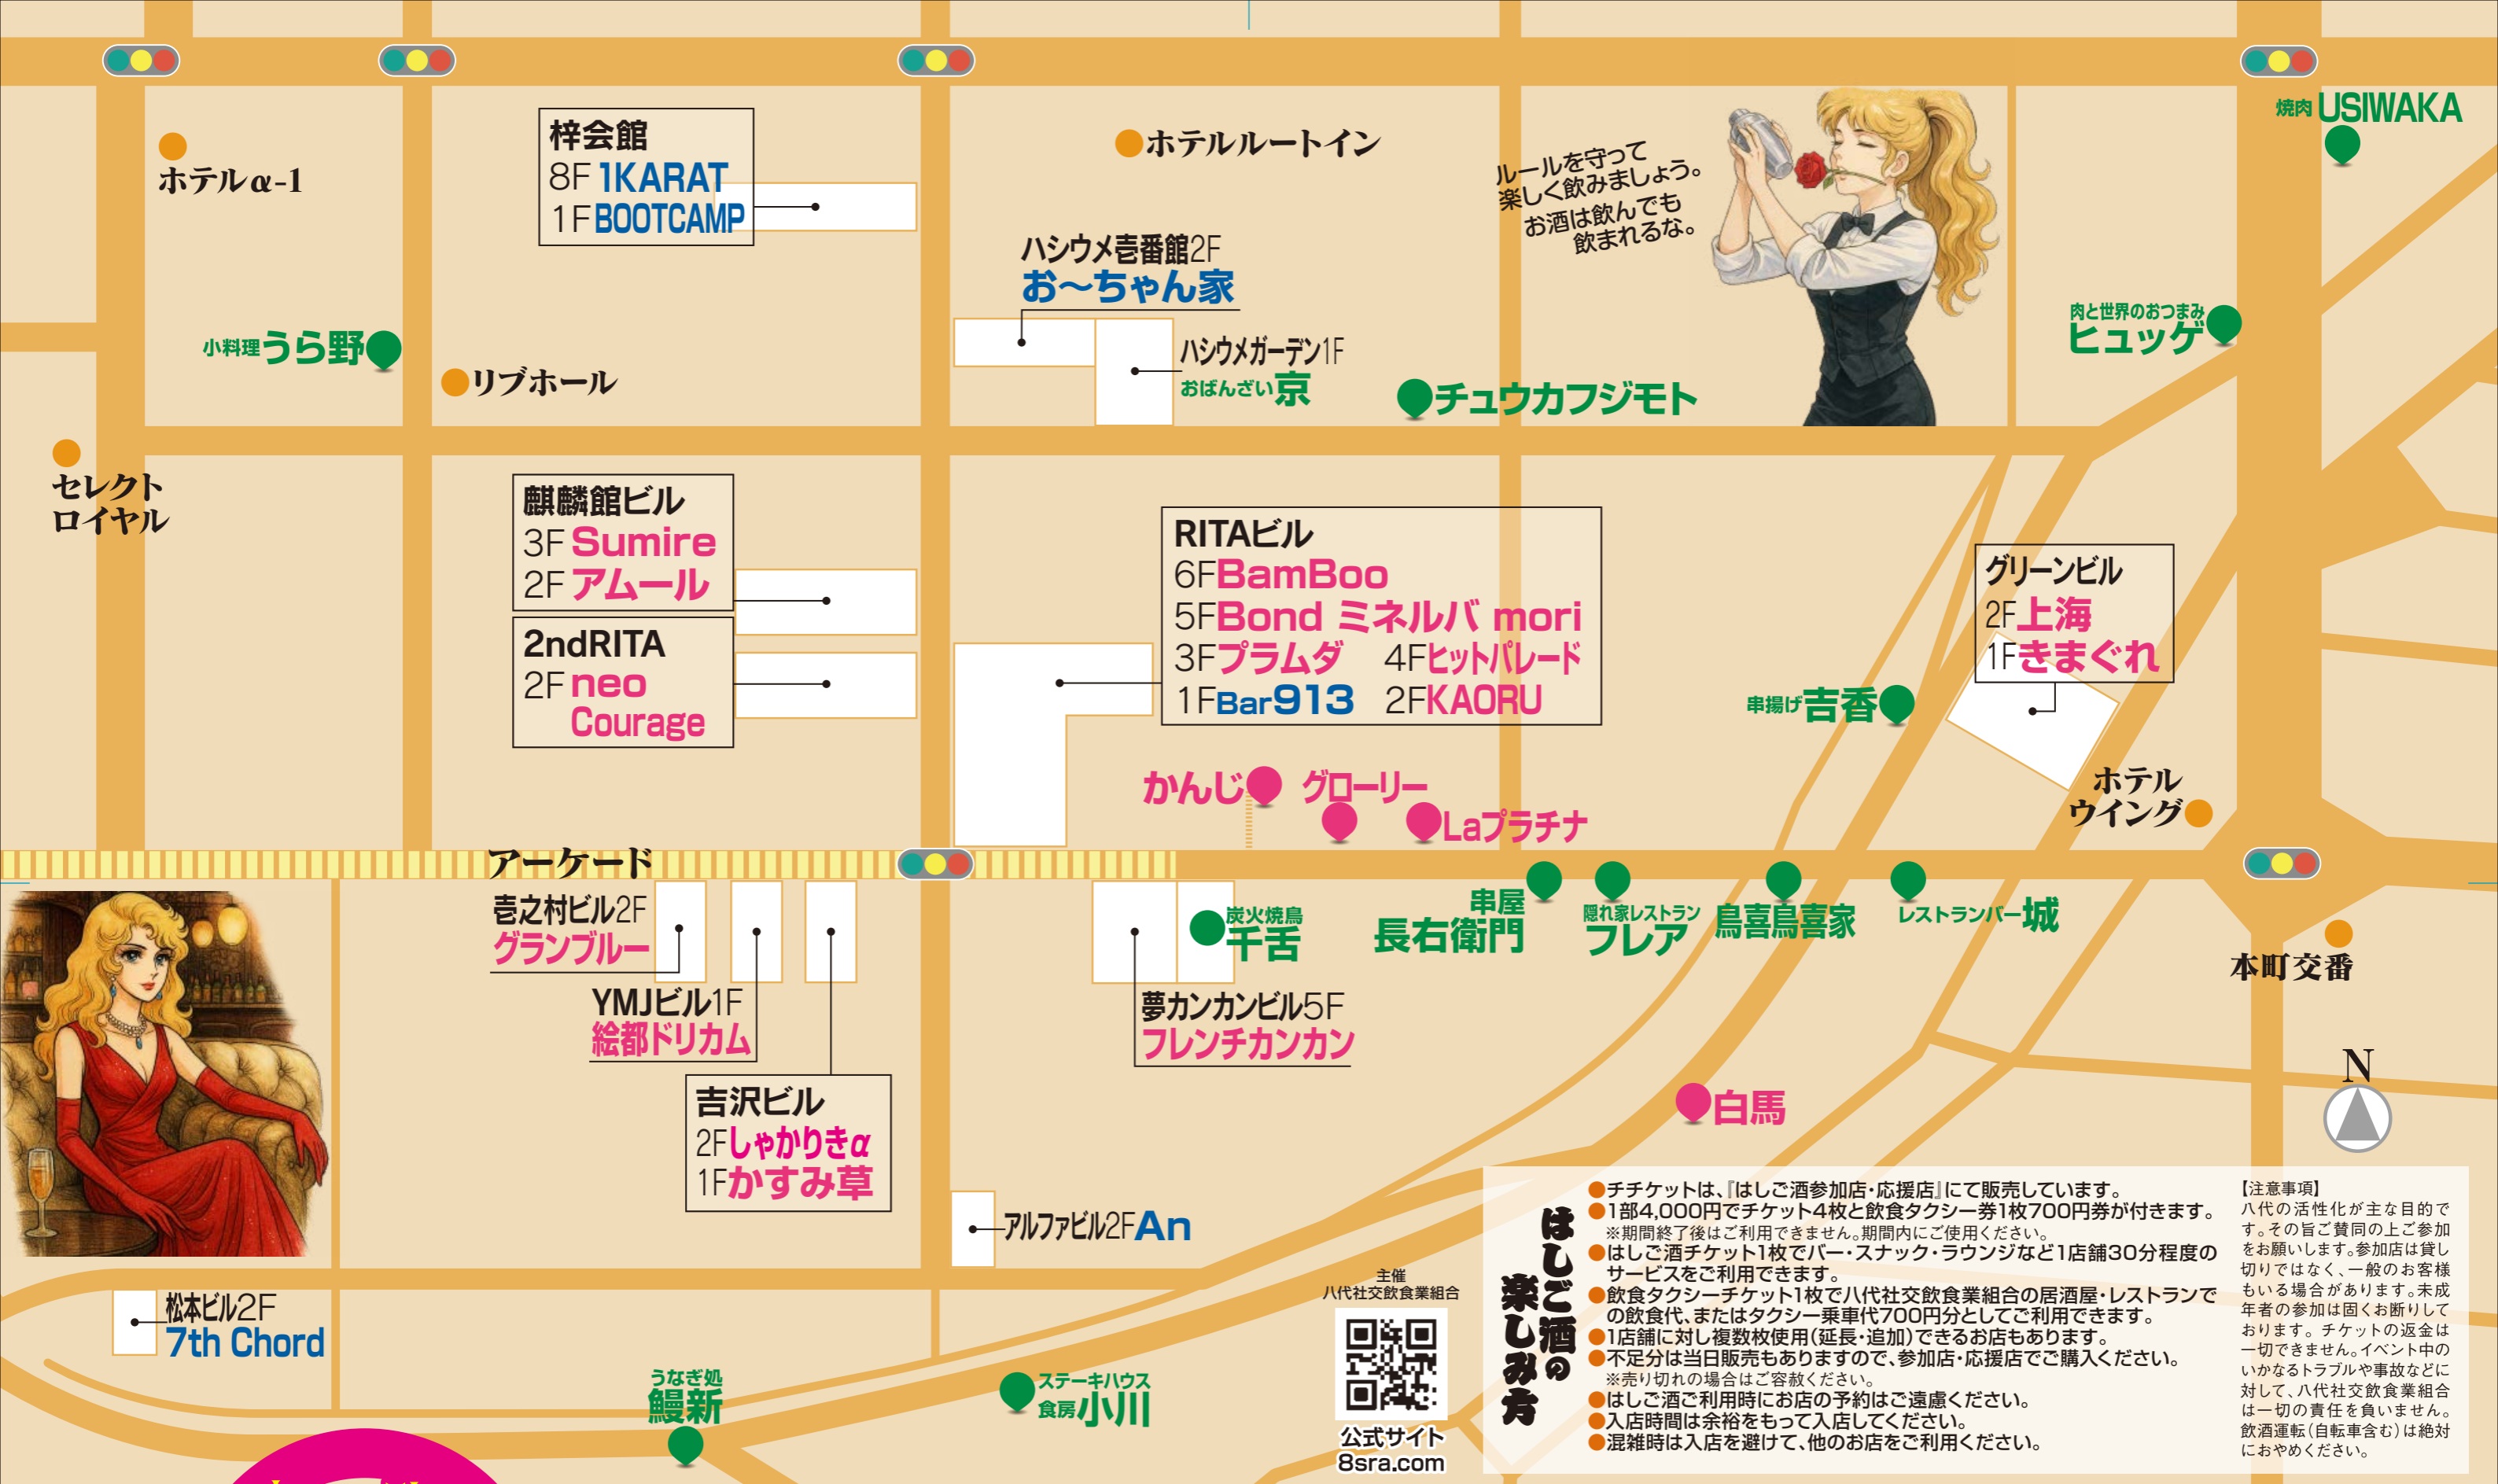 ホテルα-1
梓会館
8F 1KARAT
1F BOOTCAMP
ホテルルートイン
ルールを守って
楽しく飲みましょう。
お酒は飲んでも
飲まれるな。
焼肉 USIWAKA
ハシウメ壱番館2F
お〜ちゃん家
ハシウメガーデン1F
おばんざい京
チュウカフジモト
肉と世界のおつまみ
ヒュッゲ
小料理うら野
リブホール
セレクト
ロイヤル
麒麟館ビル
3F Sumire
2F アムール
2ndRITA
2F neo
Courage
RITAビル
6F BamBoo
5F Bond ミネルバ mori
3Fプラムダ 4Fヒットパレード
1F Bar913 2F KAORU
グリーンビル
2F上海
1Fきまぐれ
串揚げ吉香
ホテル
ウイング
かんじ
グローリー
Laプラチナ
アーケード
壱之村ビル2F
グランブルー
YMJビル1F
絵都ドリカム
吉沢ビル
2Fしゃかりきα
1Fかすみ草
炭火焼鳥
千舌
夢カンカンビル5F
フレンチカンカン
串屋
長右衛門
隠れ家レストラン
フレア
鳥喜鳥喜家
レストランバー城
本町交番
N
白馬
アルファビル2F An
松本ビル2F
7th Chord
うなぎ処
鰻新
ステーキハウス
食房小川
主催
八代社交飲食業組合
公式サイト
8sra.com
はしご酒の
楽しみ方
●チチケットは、『はしご酒参加店・応援店』にて販売しています。
●1部4,000円でチケット4枚と飲食タクシー券1枚700円券が付きます。
※期間終了後はご利用できません。期間内にご使用ください。
●はしご酒チケット1枚でバー・スナック・ラウンジなど1店舗30分程度の
サービスをご利用できます。
●飲食タクシーチケット1枚で八代社交飲食業組合の居酒屋・レストランで
の飲食代、またはタクシー乗車代700円分としてご利用できます。
●1店舗に対し複数枚使用(延長・追加)できるお店もあります。
●不足分は当日販売もありますので、参加店・応援店でご購入ください。
※売り切れの場合はご容赦ください。
●はしご酒ご利用時にお店の予約はご遠慮ください。
●入店時間は余裕をもって入店してください。
●混雑時は入店を避けて、他のお店をご利用ください。
【注意事項】
八代の活性化が主な目的で
す。その旨ご賛同の上ご参加
をお願いします。参加店は貸し
切りではなく、一般のお客様
もいる場合があります。未成
年者の参加は固くお断りして
おります。チケットの返金は
一切できません。イベント中の
いかなるトラブルや事故などに
対して、八代社交飲食業組合
は一切の責任を負いません。
飲酒運転(自転車含む)は絶対
におやめください。